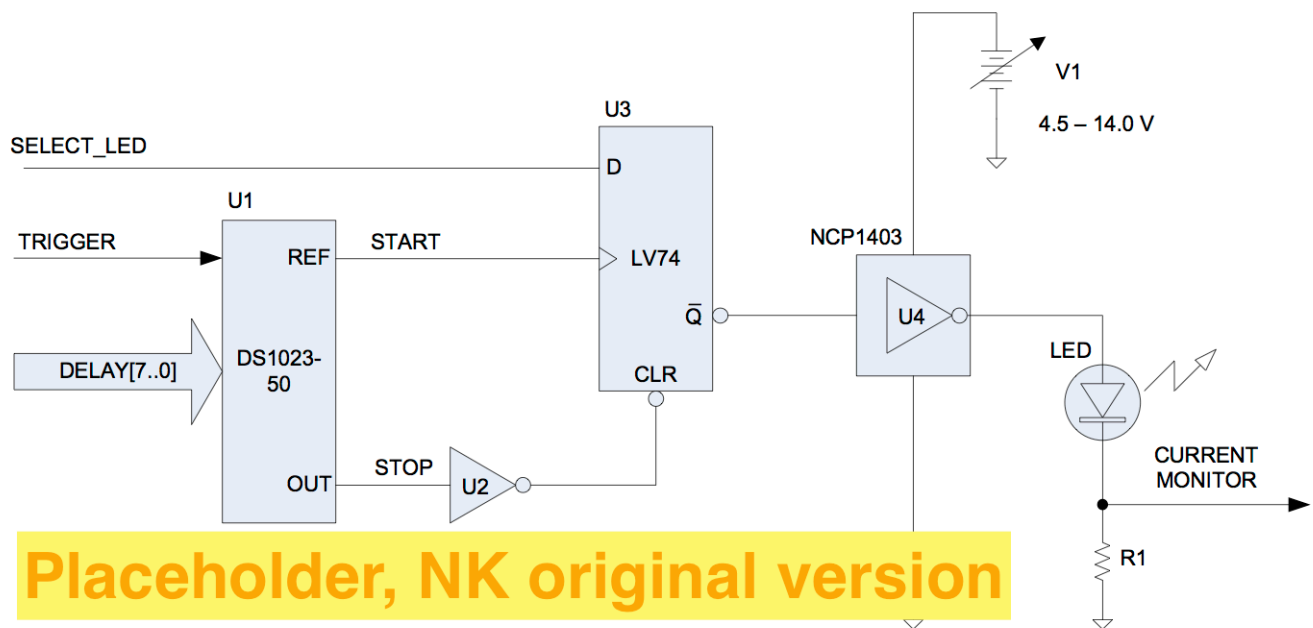 V1
4.5 – 14.0 V
U3
SELECT_LED
D
U1
TRIGGER
REF
START
LV74
NCP1403
Q̅
U4
DELAY[7..0]
DS1023-
50
CLR
LED
STOP
OUT
U2
CURRENT
MONITOR
R1
Placeholder, NK original version